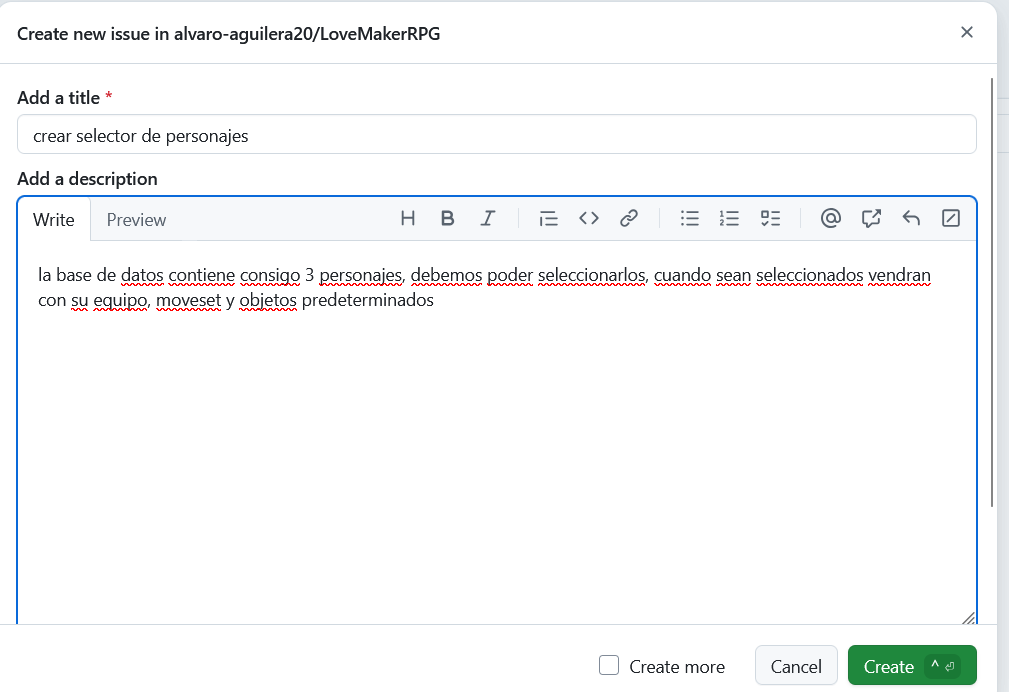 Create new issue in alvaro-aguilera20/LoveMakerRPG
Add a title *
crear selector de personajes
Add a description
Write Preview
la base de datos contiene consigo 3 personajes, debemos poder seleccionarlos, cuando sean seleccionados vendran
con su equipo, moveset y objetos predeterminados
Create more Cancel Create